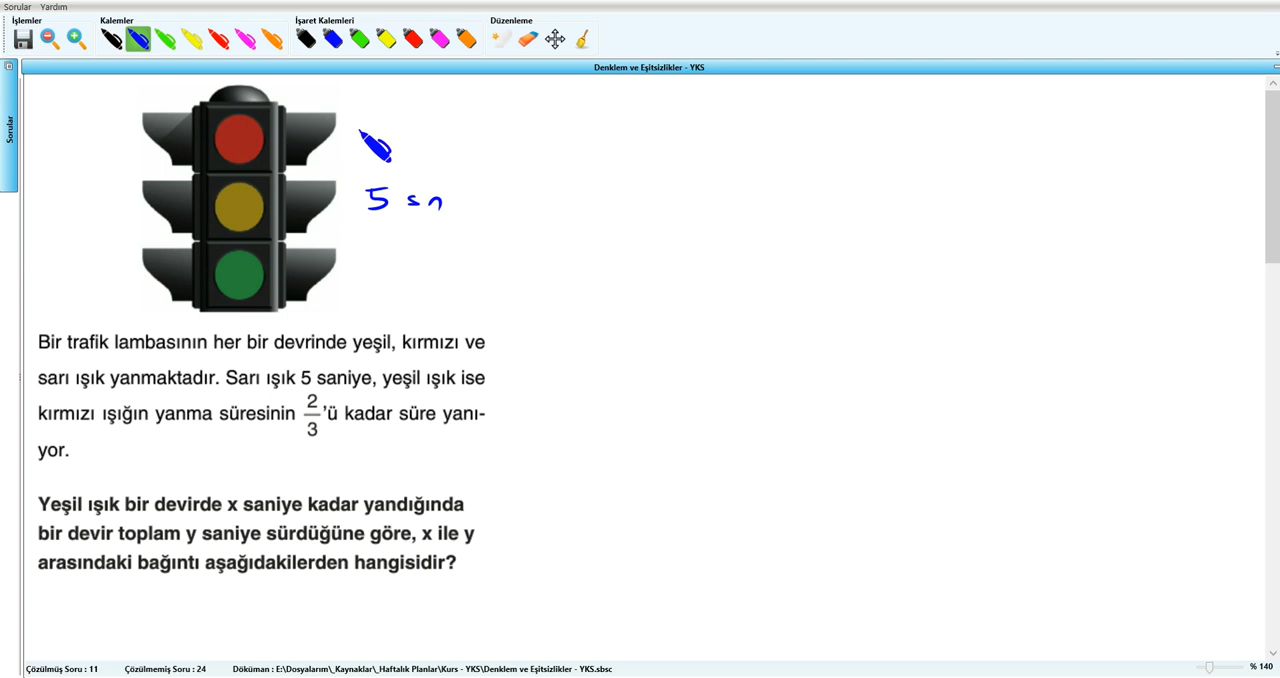 Sorular Yardım
İşlemler Kalemler İşaret Kalemleri Düzenleme
Denklem ve Eşitsizlikler - YKS
Sorular
5 sn
Bir trafik lambasının her bir devrinde yeşil, kırmızı ve
sarı ışık yanmaktadır. Sarı ışık 5 saniye, yeşil ışık ise
kırmızı ışığın yanma süresinin 2/3 'ü kadar süre yanı-
yor.
Yeşil ışık bir devirde x saniye kadar yandığında
bir devir toplam y saniye sürdüğüne göre, x ile y
arasındaki bağıntı aşağıdakilerden hangisidir?
Çözülmüş Soru : 11 Çözülmemiş Soru : 24 Döküman : E:\Dosyalarım\_Kaynaklar\_Haftalık Planlar\Kurs - YKS\Denklem ve Eşitsizlikler - YKS.sbsc % 140